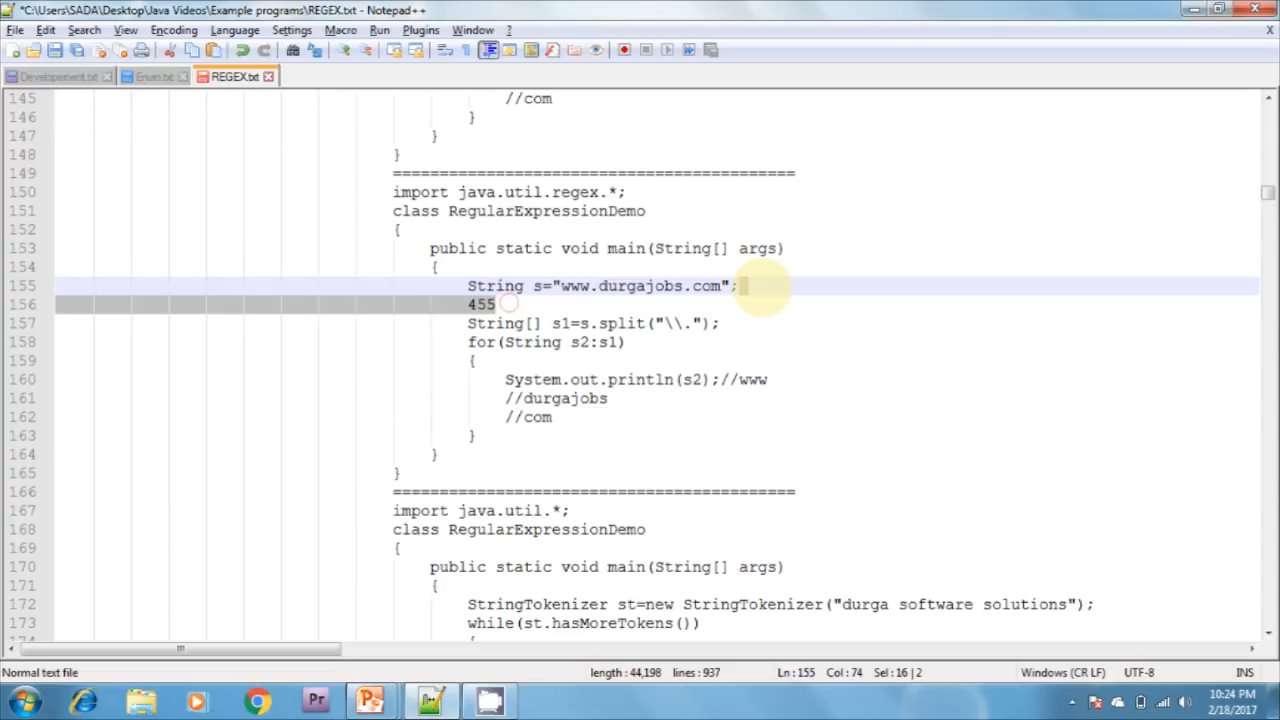 *C:\Users\SADA\Desktop\Java Videos\Example programs\REGEX.txt - Notepad++
File Edit Search View Encoding Language Settings Macro Run Plugins Window ? X
Developement.txt Enum.txt REGEX.txt
145 //com
146 }
147 }
148 }
149 ===========================================
150 import java.util.regex.*;
151 class RegularExpressionDemo
152 {
153 public static void main(String[] args)
154 {
155 String s="www.durgajobs.com";
156 455
157 String[] s1=s.split("\\.");
158 for(String s2:s1)
159 {
160 System.out.println(s2);//www
161 //durgajobs
162 //com
163 }
164 }
165 }
166 ===========================================
167 import java.util.*;
168 class RegularExpressionDemo
169 {
170 public static void main(String[] args)
171 {
172 StringTokenizer st=new StringTokenizer("durga software solutions");
173 while(st.hasMoreTokens())
174 {
Normal text file length : 44,198 lines : 937 Ln : 155 Col : 74 Sel : 16 | 2 Windows (CR LF) UTF-8 INS
Pr
10:24 PM
2/18/2017